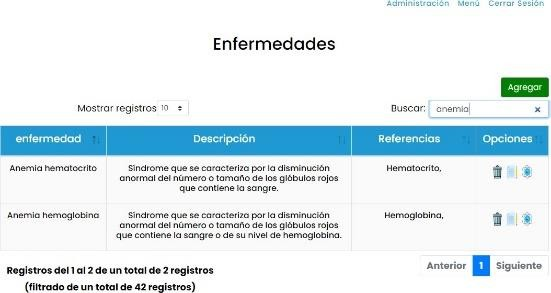 Administración Menú Cerrar Sesión
Enfermedades
Agregar
Mostrar registros 10 Buscar: anemia
enfermedad Descripción Referencias Opciones
Anemia hematocrito Síndrome que se caracteriza por la disminución Hematocrito,
anormal del número o tamaño de los glóbulos rojos
que contiene la sangre.
Anemia hemoglobina Síndrome que se caracteriza por la disminución Hemoglobina,
anormal del número o tamaño de los glóbulos rojos
que contiene la sangre o de su nivel de hemoglobina.
Registros del 1 al 2 de un total de 2 registros Anterior 1 Siguiente
(filtrado de un total de 42 registros)